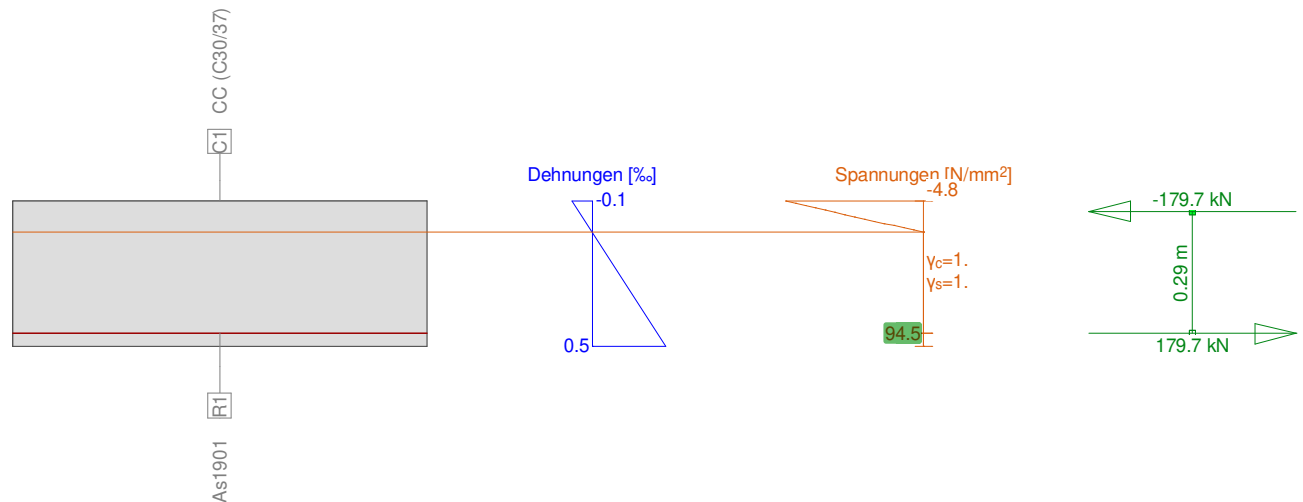 CC (C30/37)
C1
Dehnungen [‰]
-0.1
0.5
Spannungen [N/mm²]
-4.8
γc=1.
γs=1.
94.5
-179.7 kN
0.29 m
179.7 kN
R1
As1901